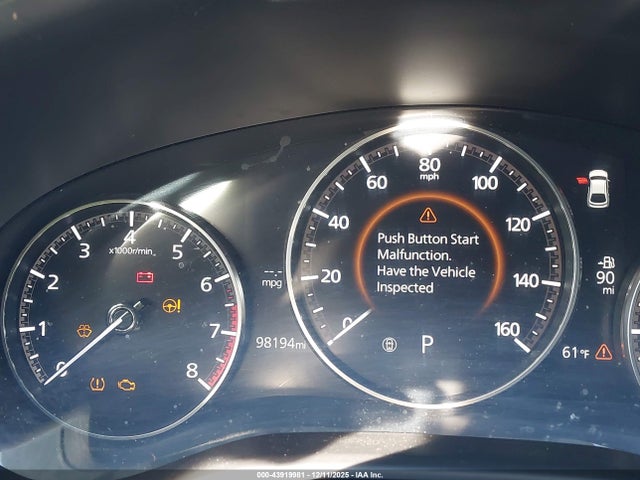 0
1
2
3
4
5
6
7
8
x1000r/min
--.-
mpg
98194mi
0
20
40
60
80
mph
100
120
140
160
Push Button Start
Malfunction.
Have the Vehicle
Inspected
P
90
mi
61°F
000-43919981 - 12/11/2025 - IAA Inc.